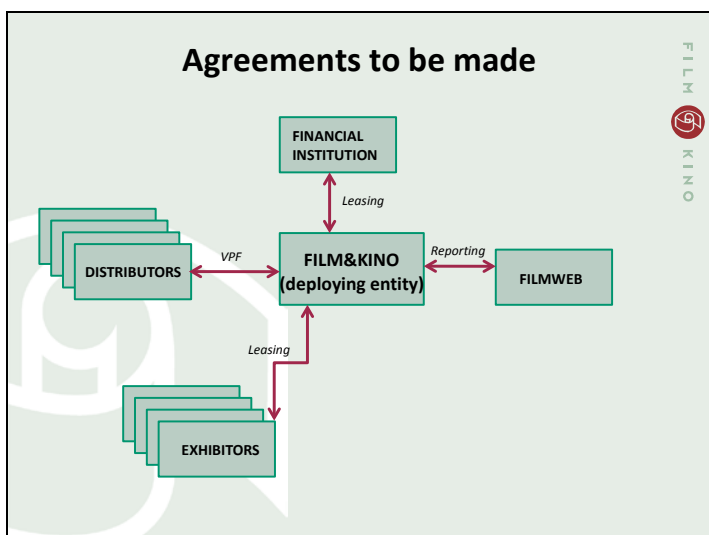 Agreements to be made
FILM KINO
FINANCIAL
INSTITUTION
Leasing
DISTRIBUTORS
VPF
FILM&KINO
(deploying entity)
Reporting
FILMWEB
Leasing
EXHIBITORS